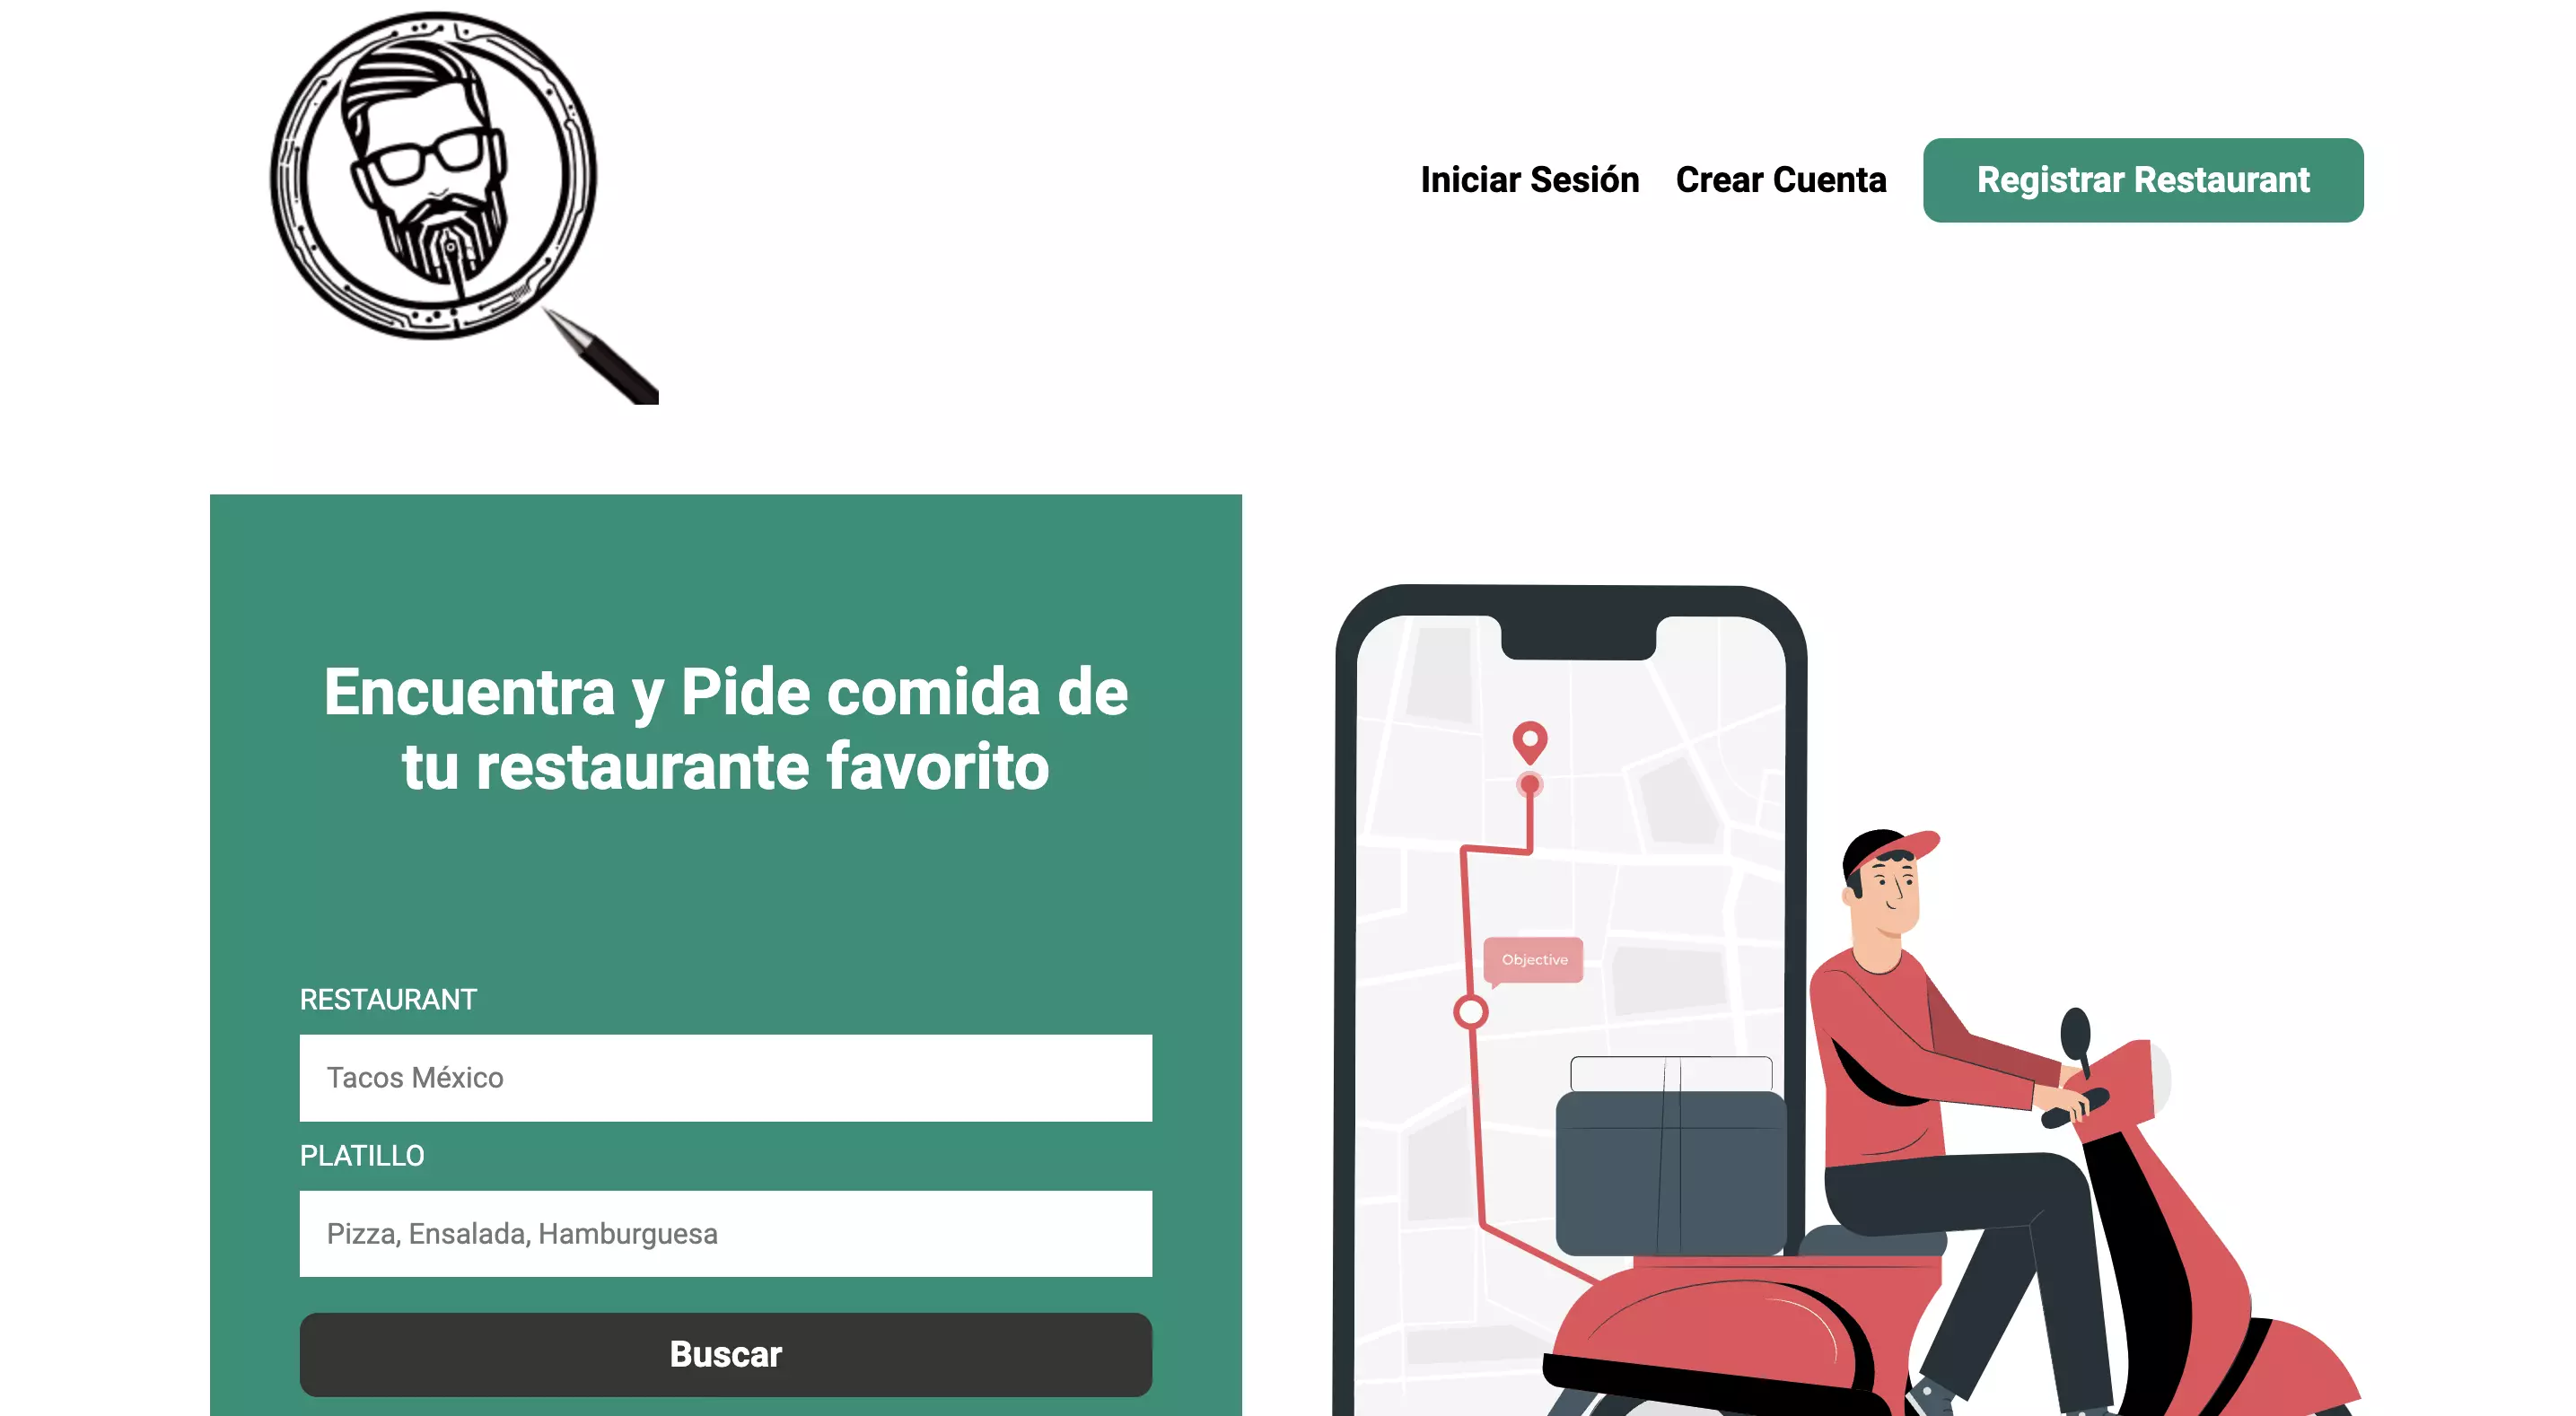 Iniciar Sesión
Crear Cuenta
Registrar Restaurant
Encuentra y Pide comida de
tu restaurante favorito
RESTAURANT
Tacos México
PLATILLO
Pizza, Ensalada, Hamburguesa
Buscar
Objective